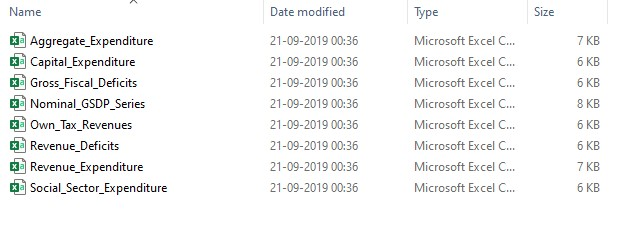 Name Date modified Type Size
Aggregate_Expenditure 21-09-2019 00:36 Microsoft Excel C... 7 KB
Capital_Expenditure 21-09-2019 00:36 Microsoft Excel C... 6 KB
Gross_Fiscal_Deficits 21-09-2019 00:36 Microsoft Excel C... 6 KB
Nominal_GSDP_Series 21-09-2019 00:36 Microsoft Excel C... 8 KB
Own_Tax_Revenues 21-09-2019 00:36 Microsoft Excel C... 6 KB
Revenue_Deficits 21-09-2019 00:36 Microsoft Excel C... 6 KB
Revenue_Expenditure 21-09-2019 00:36 Microsoft Excel C... 7 KB
Social_Sector_Expenditure 21-09-2019 00:36 Microsoft Excel C... 6 KB